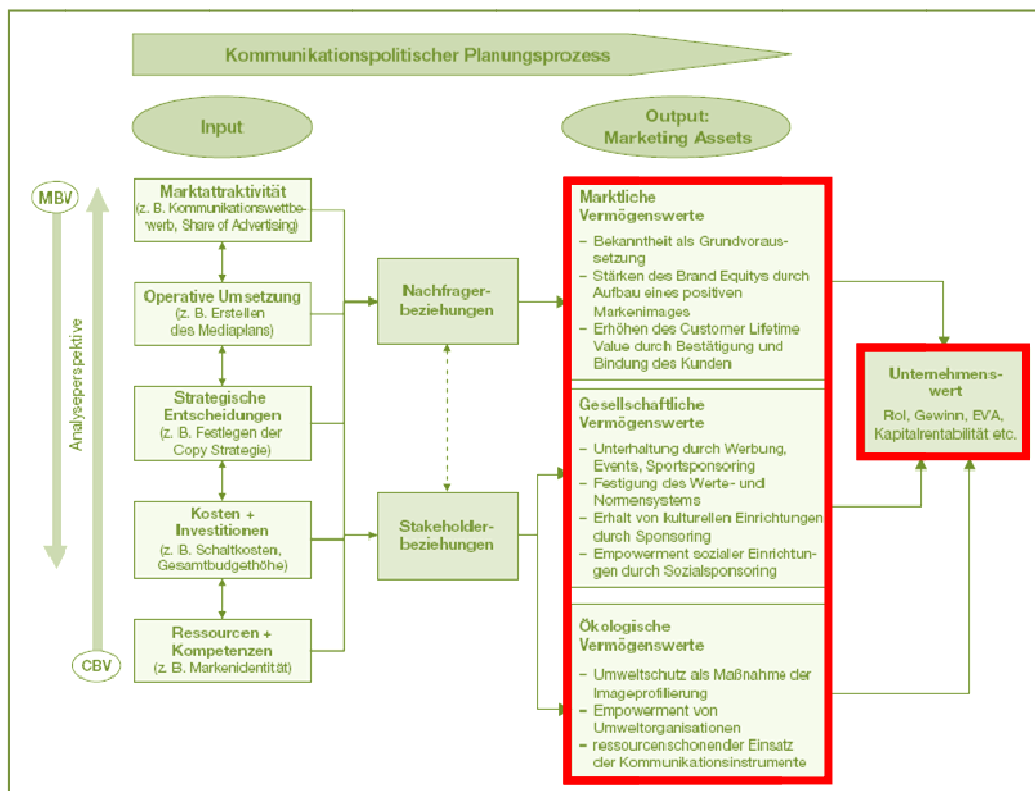 Kommunikationspolitischer Planungsprozess
Input
Output:
Marketing Assets
MBV
Analyseperspektive
CBV
Marktattraktivität
(z. B. Kommunikationswettbe-
werb, Share of Advertising)
Operative Umsetzung
(z. B. Erstellen
des Mediaplans)
Strategische
Entscheidungen
(z. B. Festlegen der
Copy Strategie)
Kosten +
Investitionen
(z. B. Schaltkosten,
Gesamtbudgethöhe)
Ressourcen +
Kompetenzen
(z. B. Markenidentität)
Nachfrager-
beziehungen
Stakeholder-
beziehungen
Marktliche
Vermögenswerte
– Bekanntheit als Grundvoraus-
setzung
– Stärken des Brand Equitys durch
Aufbau eines positiven
Markenimages
– Erhöhen des Customer Lifetime
Value durch Bestätigung und
Bindung des Kunden
Gesellschaftliche
Vermögenswerte
– Unterhaltung durch Werbung,
Events, Sportsponsoring
– Festigung des Werte- und
Normensystems
– Erhalt von kulturellen Einrichtungen
durch Sponsoring
– Empowerment sozialer Einrichtun-
gen durch Sozialsponsoring
Ökologische
Vermögenswerte
– Umweltschutz als Maßnahme der
Imageprofilierung
– Empowerment von
Umweltorganisationen
– ressourcenschonender Einsatz
der Kommunikationsinstrumente
Unternehmens-
wert
RoI, Gewinn, EVA,
Kapitalrentabilität etc.